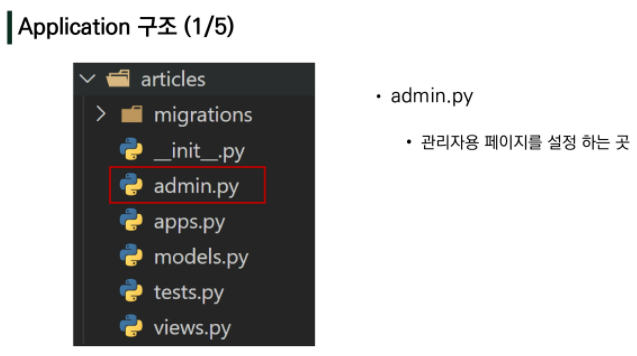 Application 구조 (1/5)
articles
migrations
__init__.py
admin.py
apps.py
models.py
tests.py
views.py
• admin.py
• 관리자용 페이지를 설정 하는 곳